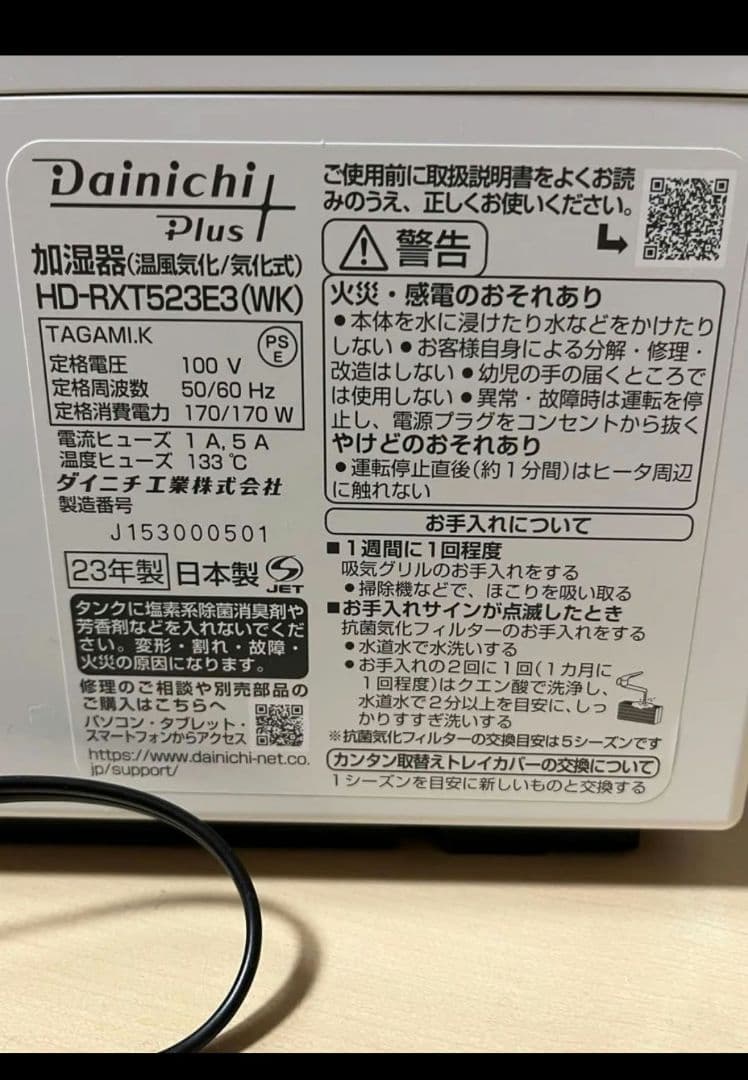 Dainichi
Plus
加湿器(温風気化/気化式)
HD-RXT523E3(WK)
TAGAMI.K
PS
E
定格電圧 100 V
定格周波数 50/60 Hz
定格消費電力 170/170 W
電流ヒューズ 1 A, 5 A
温度ヒューズ 133 ℃
ダイニチ工業株式会社
製造番号
J153000501
23年製 日本製
JET
タンクに塩素系除菌消臭剤や
芳香剤などを入れないでくだ
さい。変形・割れ・故障・
火災の原因になります。
修理のご相談や別売部品の
ご購入はこちらへ
パソコン・タブレット・
スマートフォンからアクセス
https://www.dainichi-net.co.
jp/support/
ご使用前に取扱説明書をよくお読
みのうえ、正しくお使いください。
警告
火災・感電のおそれあり
●本体を水に浸けたり水などをかけたり
しない ●お客様自身による分解・修理・
改造はしない ●幼児の手の届くところで
は使用しない ●異常・故障時は運転を停
止し、電源プラグをコンセントから抜く
やけどのおそれあり
●運転停止直後(約1分間)はヒータ周辺
に触れない
お手入れについて
■1週間に1回程度
吸気グリルのお手入れをする
●掃除機などで、ほこりを吸い取る
■お手入れサインが点滅したとき
抗菌気化フィルターのお手入れをする
●水道水で水洗いする
●お手入れの2回に1回(1カ月に
1回程度)はクエン酸で洗浄し、
水道水で2分以上を目安に、しっ
かりすすぎ洗いする
※抗菌気化フィルターの交換目安は5シーズンです
カンタン取替えトレイカバーの交換について
1シーズンを目安に新しいものと交換する